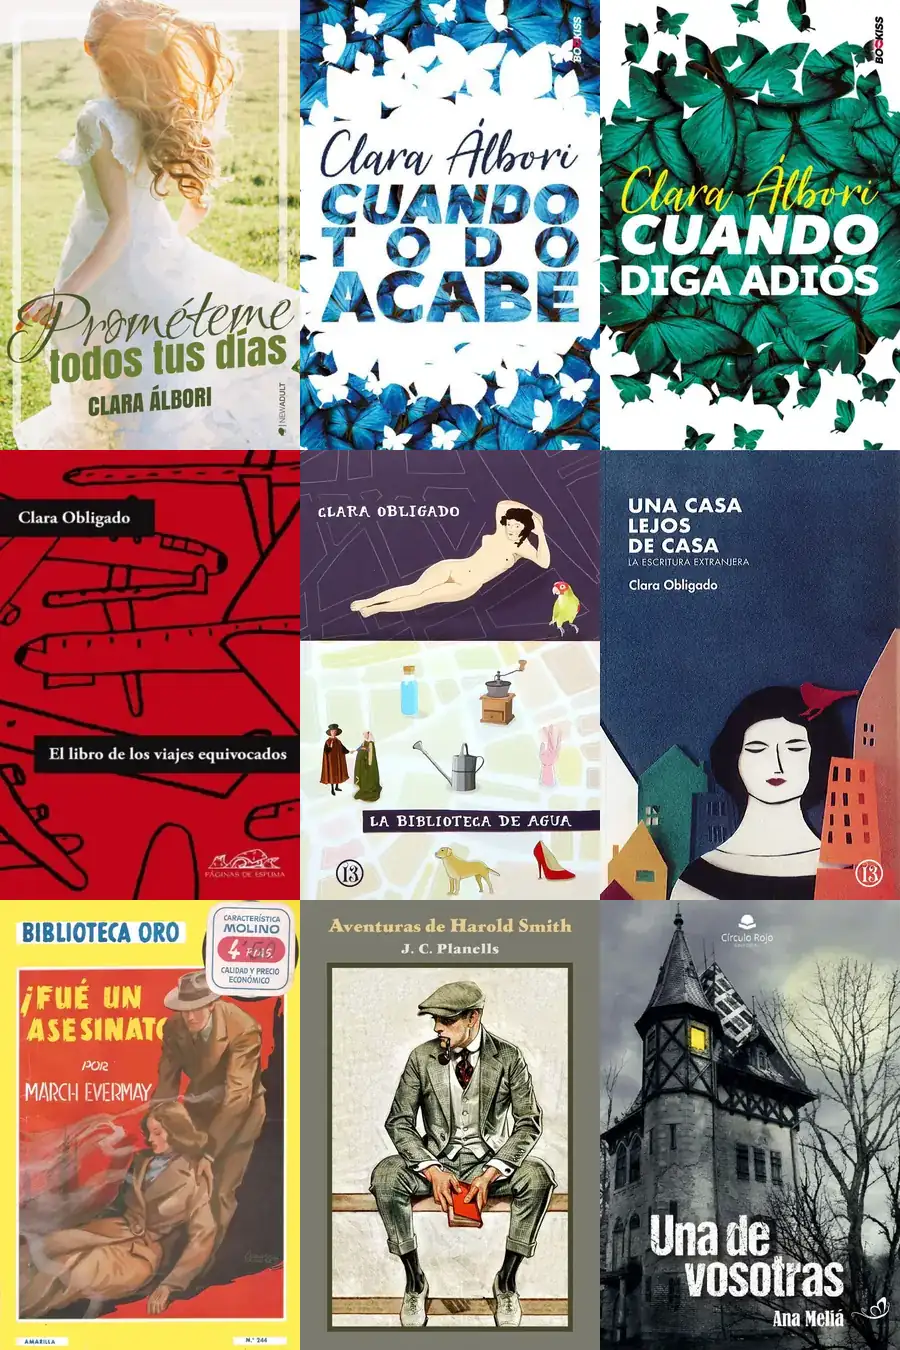 Prométeme
todos tus días
CLARA ÁLBORI
NEWADULT
BOOKISS
Clara Álbori
CUANDO
TODO
ACABE
BOOKISS
Clara Álbori
CUANDO
DIGA ADIÓS
Clara Obligado
El libro de los viajes equivocados
PÁGINAS DE ESPUMA
CLARA OBLIGADO
LA BIBLIOTECA DE AGUA
13
UNA CASA
LEJOS
DE CASA
LA ESCRITURA EXTRANJERA
Clara Obligado
13
BIBLIOTECA ORO
CARACTERÍSTICA
MOLINO
4 PTAS
CALIDAD Y PRECIO
ECONÓMICO
¡FUÉ UN
ASESINATO
POR
MARCH EVERMAY
AMARILLA
N.º 244
Aventuras de Harold Smith
J. C. Planells
Círculo Rojo
Una de
vosotras
Ana Meliá